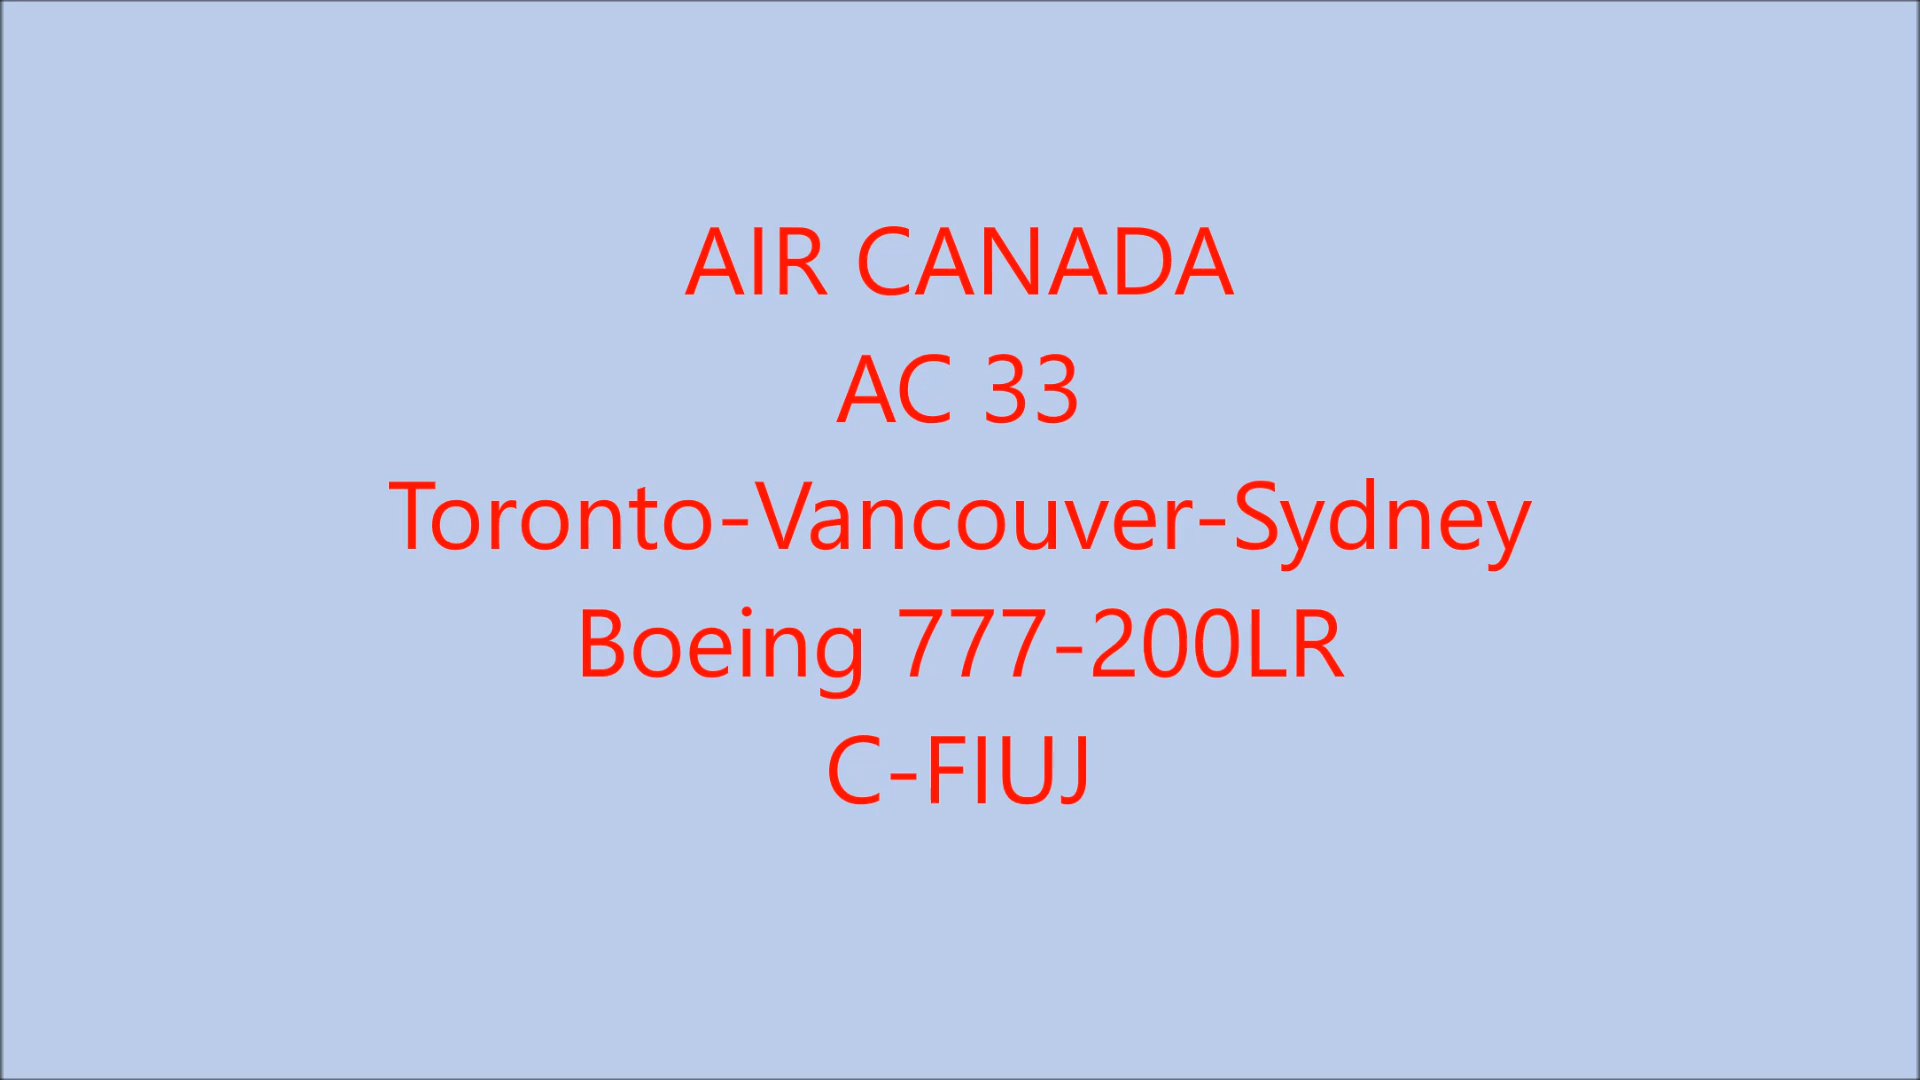 AIR CANADA
AC 33
Toronto-Vancouver-Sydney
Boeing 777-200LR
C-FIUJ